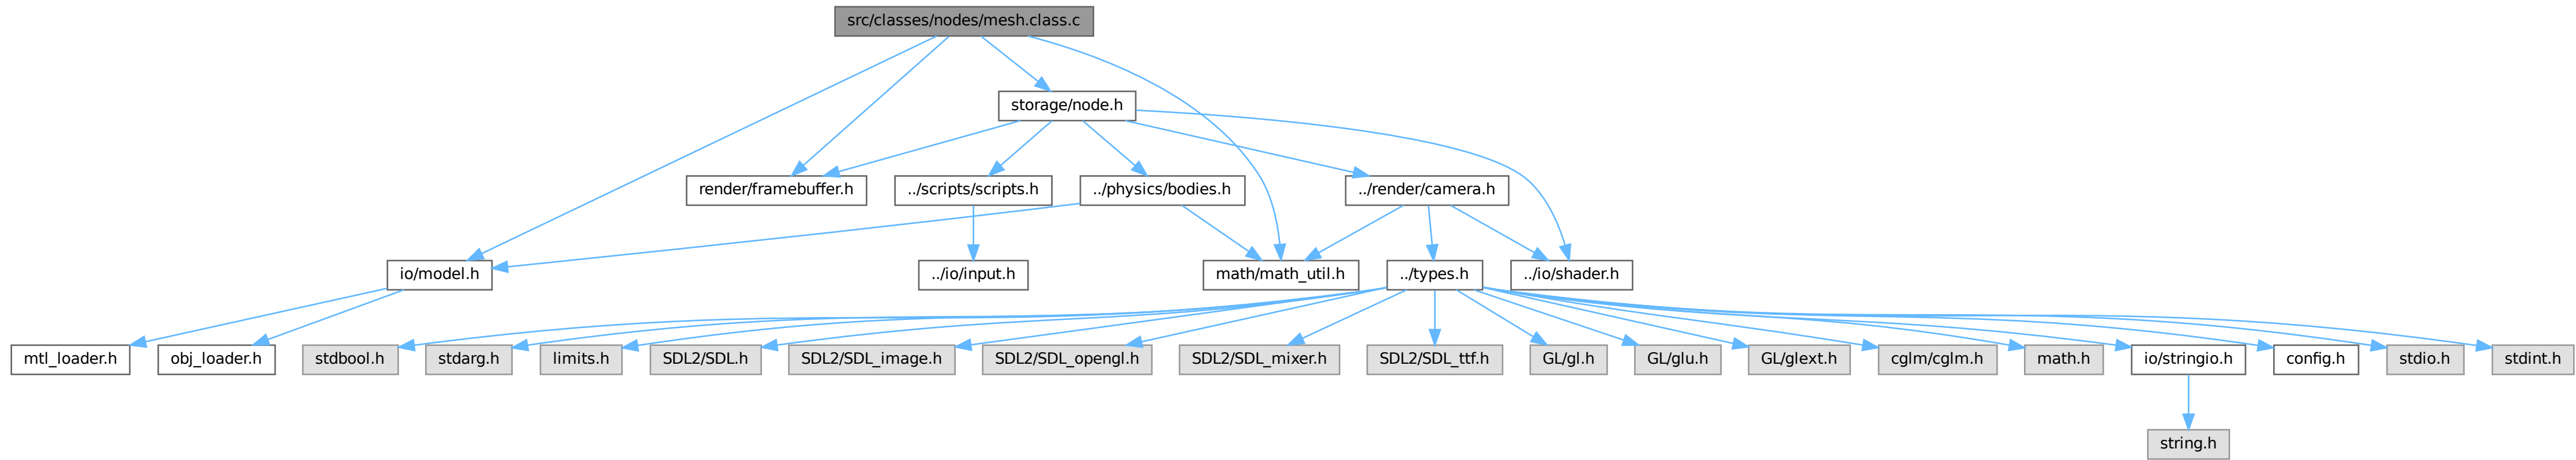 src/classes/nodes/mesh.class.c
storage/node.h
render/framebuffer.h
../scripts/scripts.h
../physics/bodies.h
../render/camera.h
io/model.h
../io/input.h
math/math_util.h
../types.h
../io/shader.h
mtl_loader.h
obj_loader.h
stdbool.h
stdarg.h
limits.h
SDL2/SDL.h
SDL2/SDL_image.h
SDL2/SDL_opengl.h
SDL2/SDL_mixer.h
SDL2/SDL_ttf.h
GL/gl.h
GL/glu.h
GL/glext.h
cglm/cglm.h
math.h
io/stringio.h
config.h
stdio.h
stdint.h
string.h